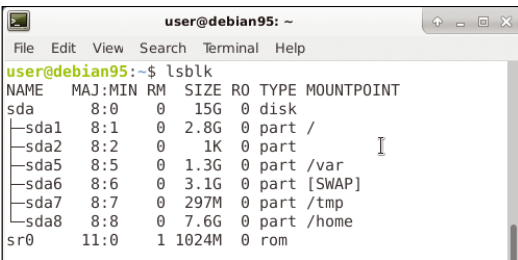 user@debian95: ~
File Edit View Search Terminal Help
user@debian95:~$ lsblk
NAME   MAJ:MIN RM  SIZE RO TYPE MOUNTPOINT
sda      8:0    0   15G  0 disk
├─sda1   8:1    0  2.8G  0 part /
├─sda2   8:2    0    1K  0 part
├─sda5   8:5    0  1.3G  0 part /var
├─sda6   8:6    0  3.1G  0 part [SWAP]
├─sda7   8:7    0  297M  0 part /tmp
└─sda8   8:8    0  7.6G  0 part /home
sr0     11:0    1 1024M  0 rom